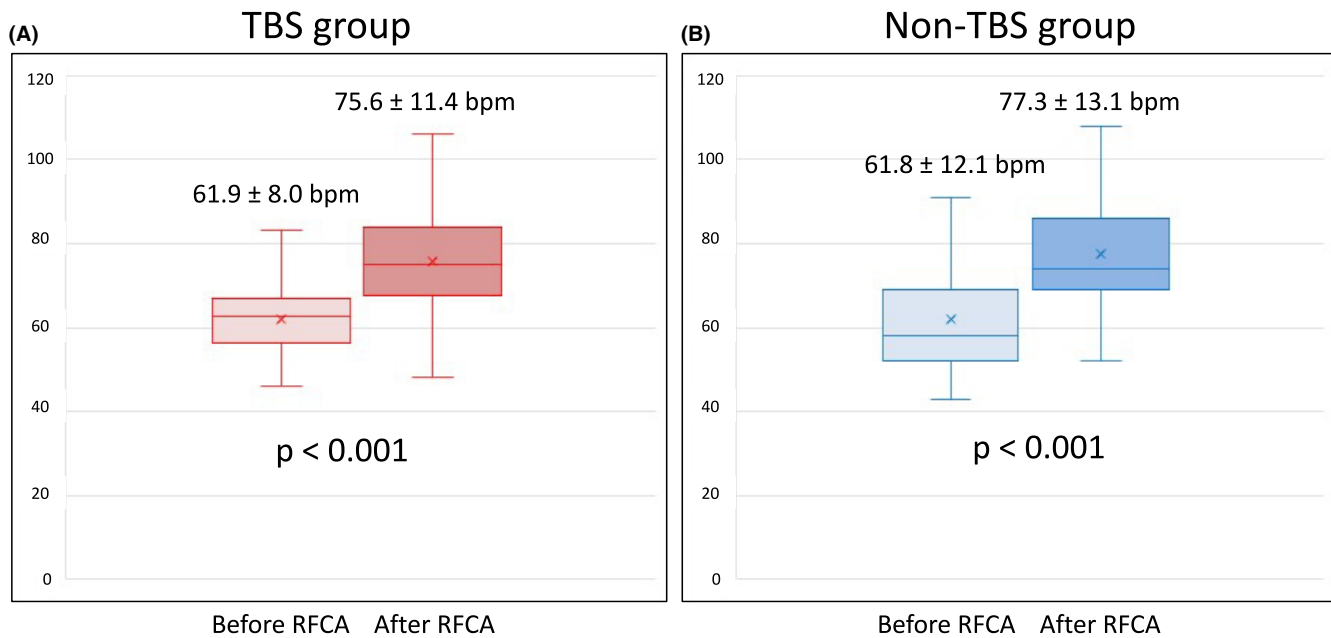 (A)
TBS group
120
100
80
60
40
20
0
75.6 ± 11.4 bpm
61.9 ± 8.0 bpm
p < 0.001
Before RFCA
After RFCA
(B)
Non-TBS group
120
100
80
60
40
20
0
77.3 ± 13.1 bpm
61.8 ± 12.1 bpm
p < 0.001
Before RFCA
After RFCA